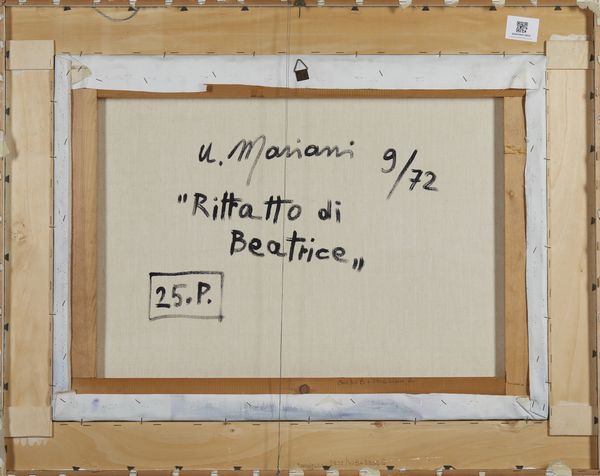 U. Mariani 9/72
"Rittatto di
Beatrice„
25.P.